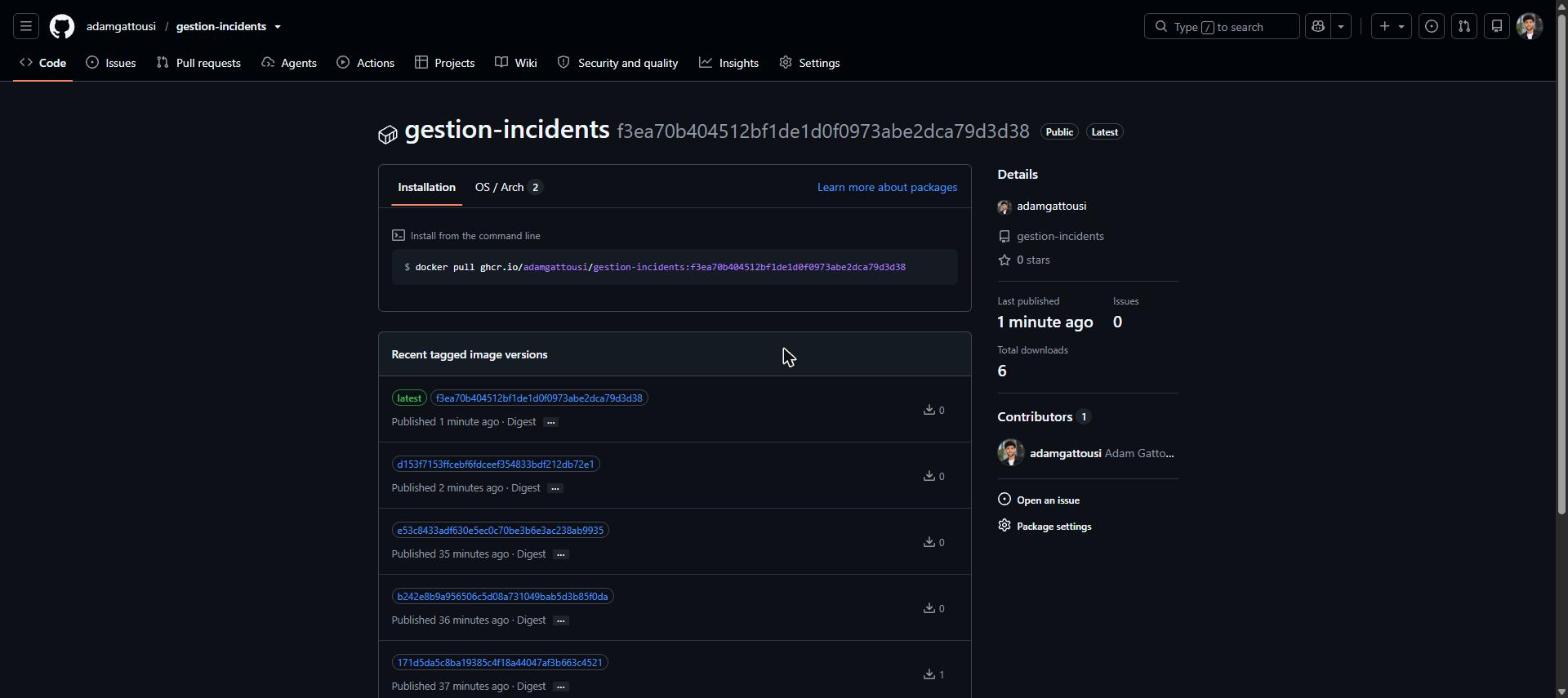 adamgattousi / gestion-incidents
Type / to search
Code Issues Pull requests Agents Actions Projects Wiki Security and quality Insights Settings
gestion-incidents f3ea70b404512bf1de1d0f0973abe2dca79d3d38 Public Latest
Installation OS / Arch 2 Learn more about packages
Install from the command line
$ docker pull ghcr.io/adamgattousi/gestion-incidents:f3ea70b404512bf1de1d0f0973abe2dca79d3d38
Recent tagged image versions
latest f3ea70b404512bf1de1d0f0973abe2dca79d3d38
Published 1 minute ago · Digest ...
0
d153f7153ffcebf6fdceef354833bdf212db72e1
Published 2 minutes ago · Digest ...
0
e53c8433adf630e5ec0c70be3b6e3ac238ab9935
Published 35 minutes ago · Digest ...
0
b242e8b9a956506c5d08a731049bab5d3b85f0da
Published 36 minutes ago · Digest ...
0
171d5da5c8ba19385c4f18a44047af3b663c4521
Published 37 minutes ago · Digest ...
1
Details
adamgattousi
gestion-incidents
0 stars
Last published Issues
1 minute ago 0
Total downloads
6
Contributors 1
adamgattousi Adam Gatto...
Open an issue
Package settings